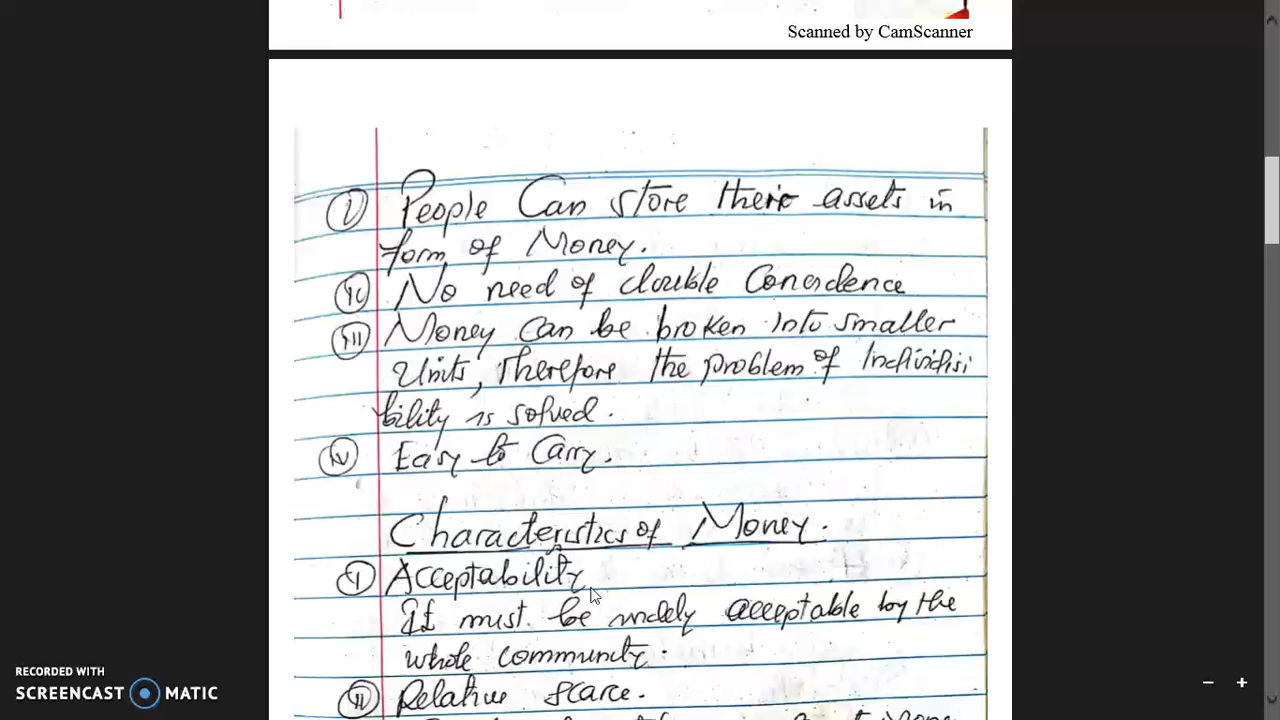 Scanned by CamScanner
(i) People Can store their assets in
form of Money.
(ii) No need of double Concidence
(iii) Money can be broken into smaller
Units, Therefore the problem of Indivisi
bility is solved.
(iv) Easy to Carry.
Characteristics of Money.
(i) Acceptability
It must be widely acceptable by the
whole community.
(ii) Relative scarce.
RECORDED WITH
SCREENCAST MATIC